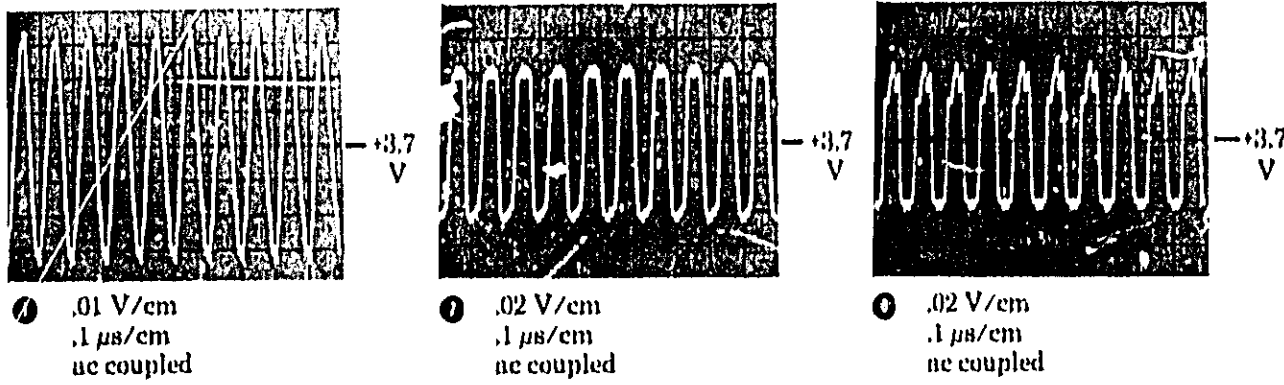 +3.7
V
+3.7
V
+3.7
V
.01 V/cm
.1 μs/cm
ac coupled
.02 V/cm
.1 μs/cm
ac coupled
.02 V/cm
.1 μs/cm
ac coupled